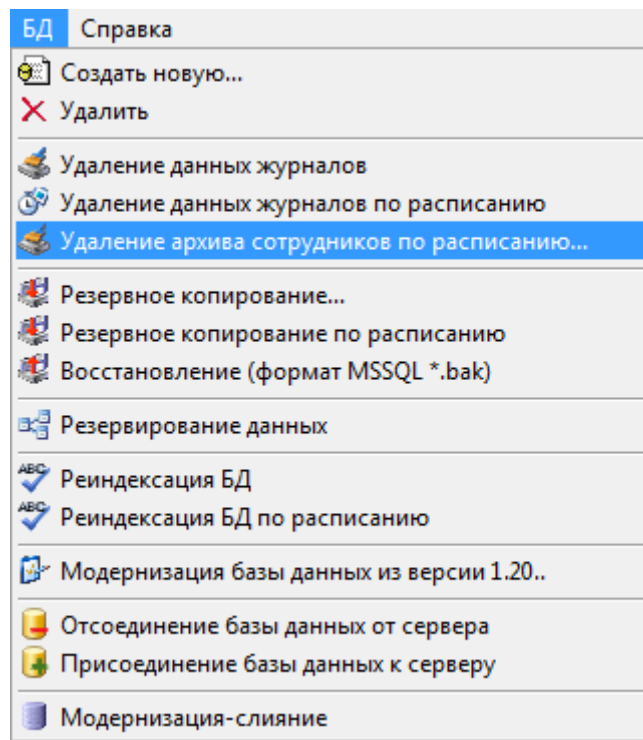 БД Справка
Создать новую...
Удалить
Удаление данных журналов
Удаление данных журналов по расписанию
Удаление архива сотрудников по расписанию...
Резервное копирование...
Резервное копирование по расписанию
Восстановление (формат MSSQL *.bak)
Резервирование данных
ABC Реиндексация БД
ABC Реиндексация БД по расписанию
Модернизация базы данных из версии 1.20..
Отсоединение базы данных от сервера
Присоединение базы данных к серверу
Модернизация-слияние